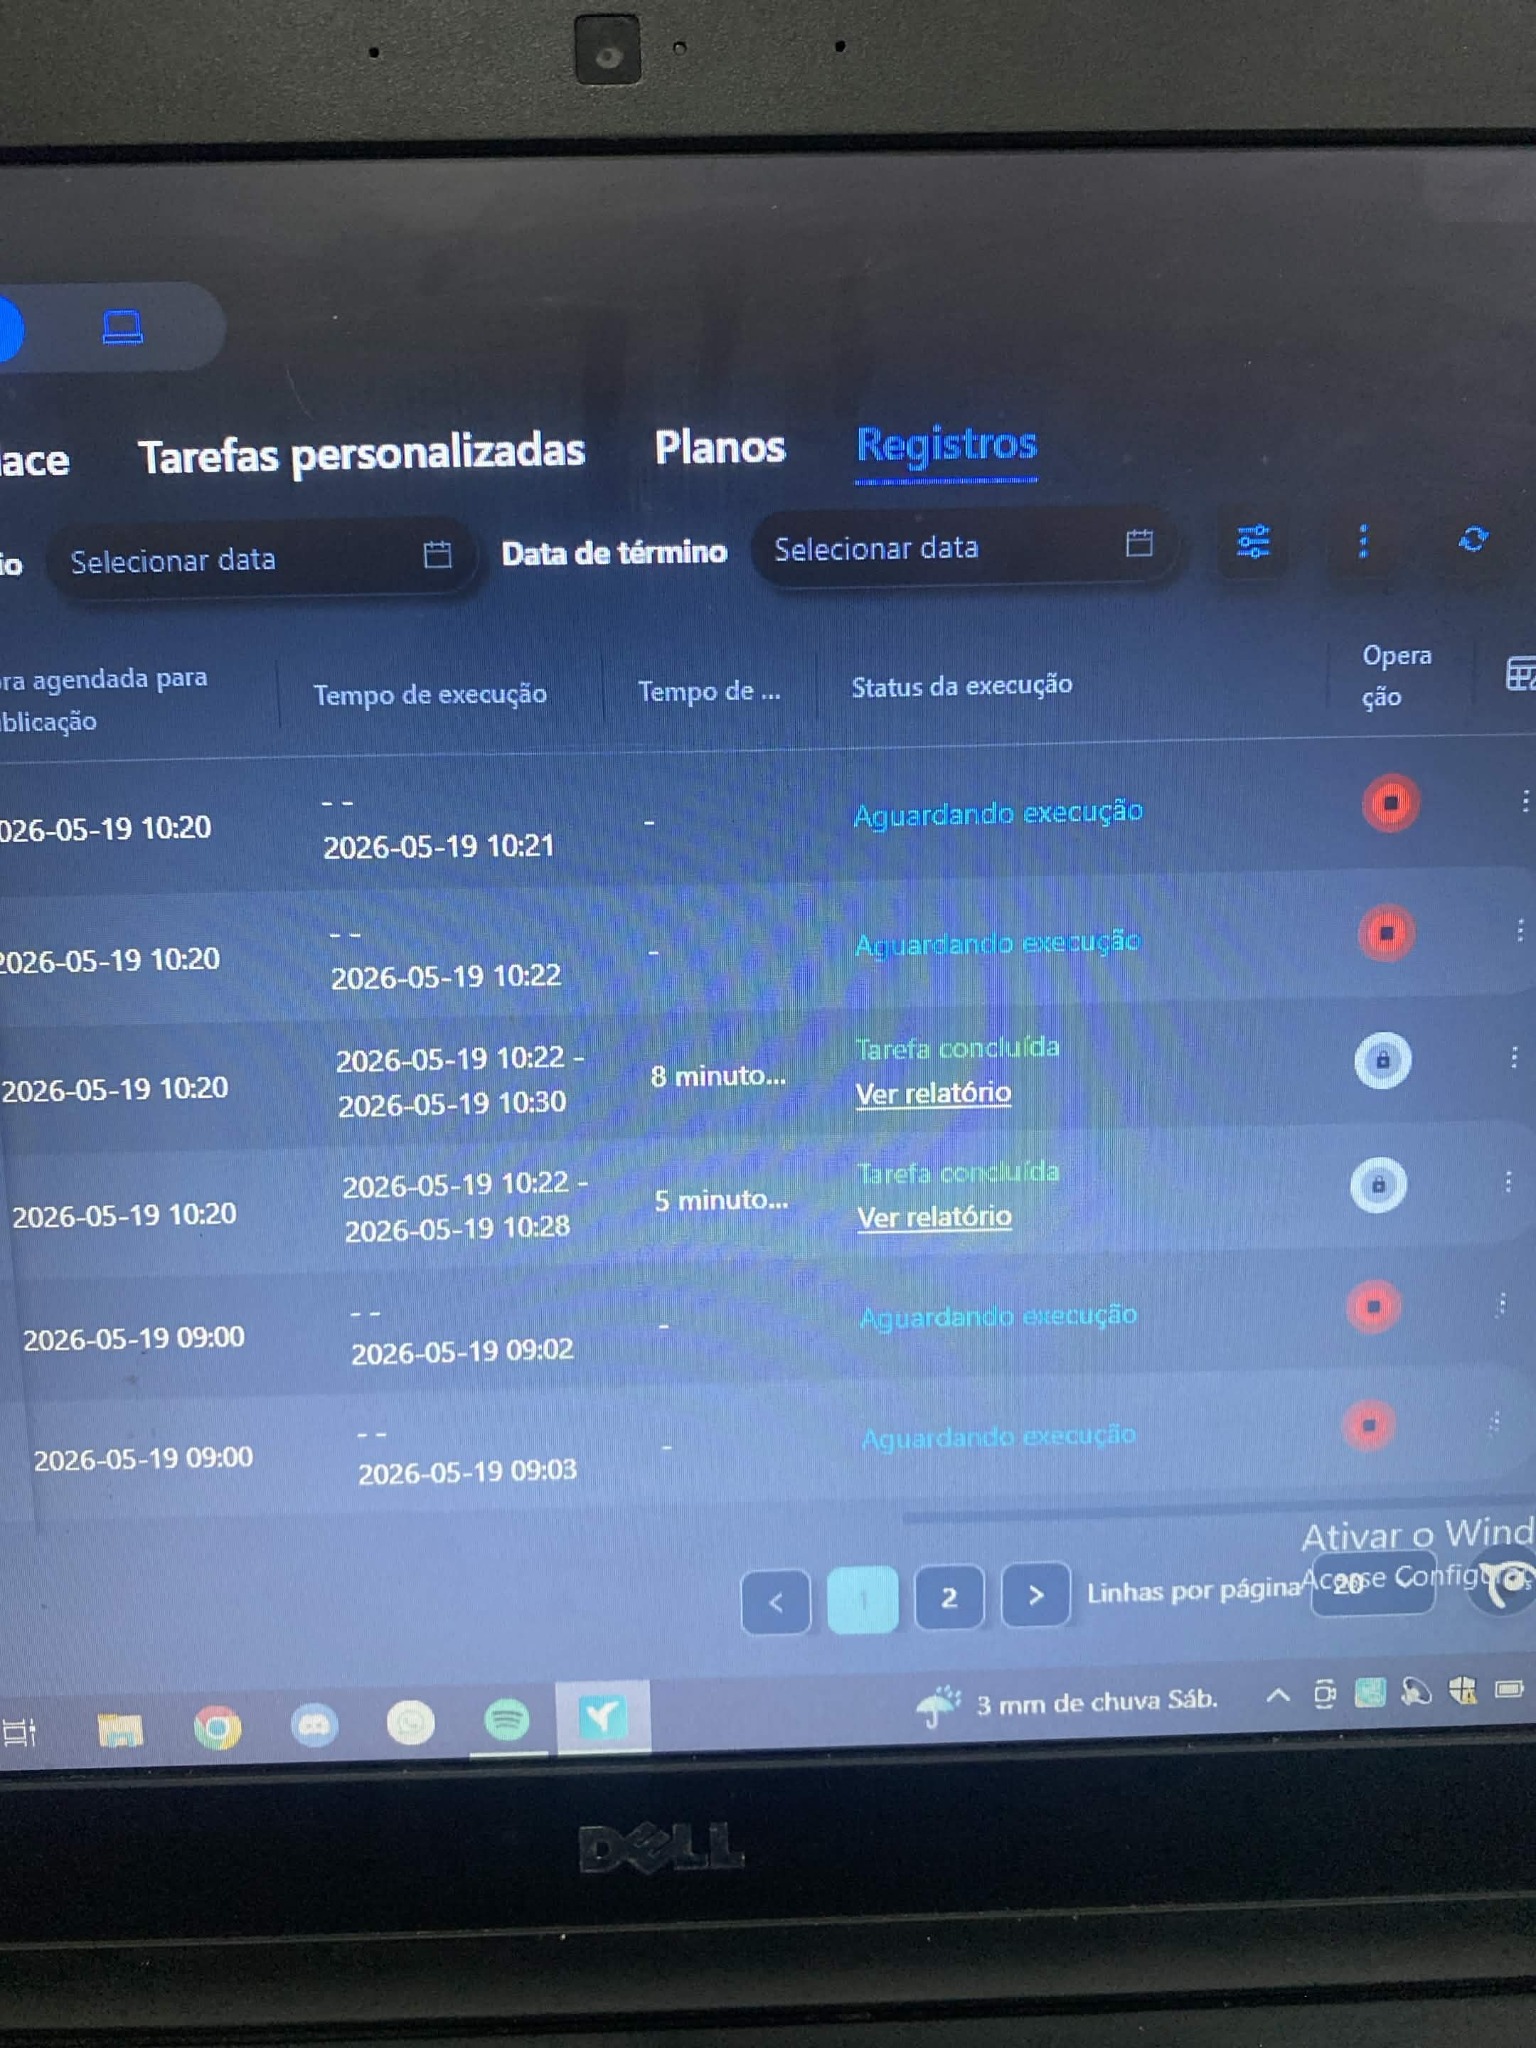 lace
Tarefas personalizadas
Planos
Registros
io
Selecionar data
Data de término
Selecionar data
ra agendada para
blicação
Tempo de execução
Tempo de ...
Status da execução
Opera
ção
026-05-19 10:20
- -
2026-05-19 10:21
-
Aguardando execução
2026-05-19 10:20
- -
2026-05-19 10:22
-
Aguardando execução
2026-05-19 10:20
2026-05-19 10:22 -
2026-05-19 10:30
8 minuto...
Tarefa concluída
Ver relatório
2026-05-19 10:20
2026-05-19 10:22 -
2026-05-19 10:28
5 minuto...
Tarefa concluída
Ver relatório
2026-05-19 09:00
- -
2026-05-19 09:02
-
Aguardando execução
2026-05-19 09:00
- -
2026-05-19 09:03
-
Aguardando execução
Ativar o Wind
Acesse Configu
< 1 2 >
Linhas por página
20
3 mm de chuva Sáb.
DELL